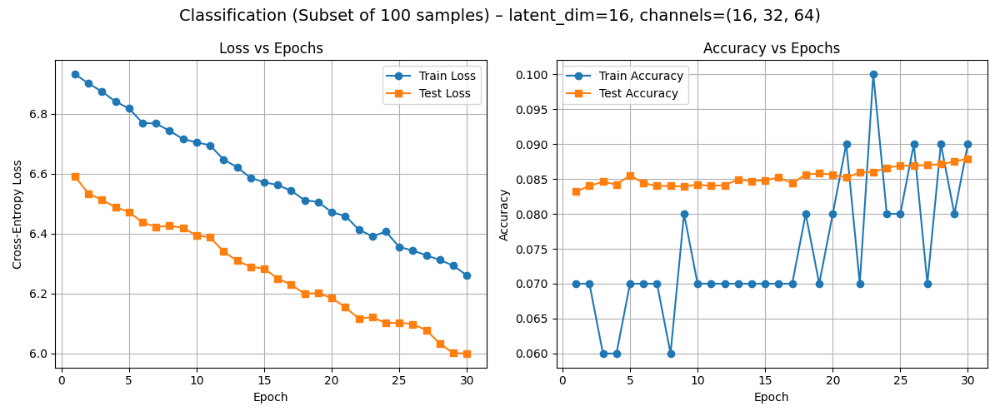 Classification (Subset of 100 samples) – latent_dim=16, channels=(16, 32, 64)
Loss vs Epochs
Train Loss
Test Loss
Cross-Entropy Loss
6.8
6.6
6.4
6.2
6.0
0 5 10 15 20 25 30
Epoch
Accuracy vs Epochs
Train Accuracy
Test Accuracy
Accuracy
0.100
0.095
0.090
0.085
0.080
0.075
0.070
0.065
0.060
0 5 10 15 20 25 30
Epoch